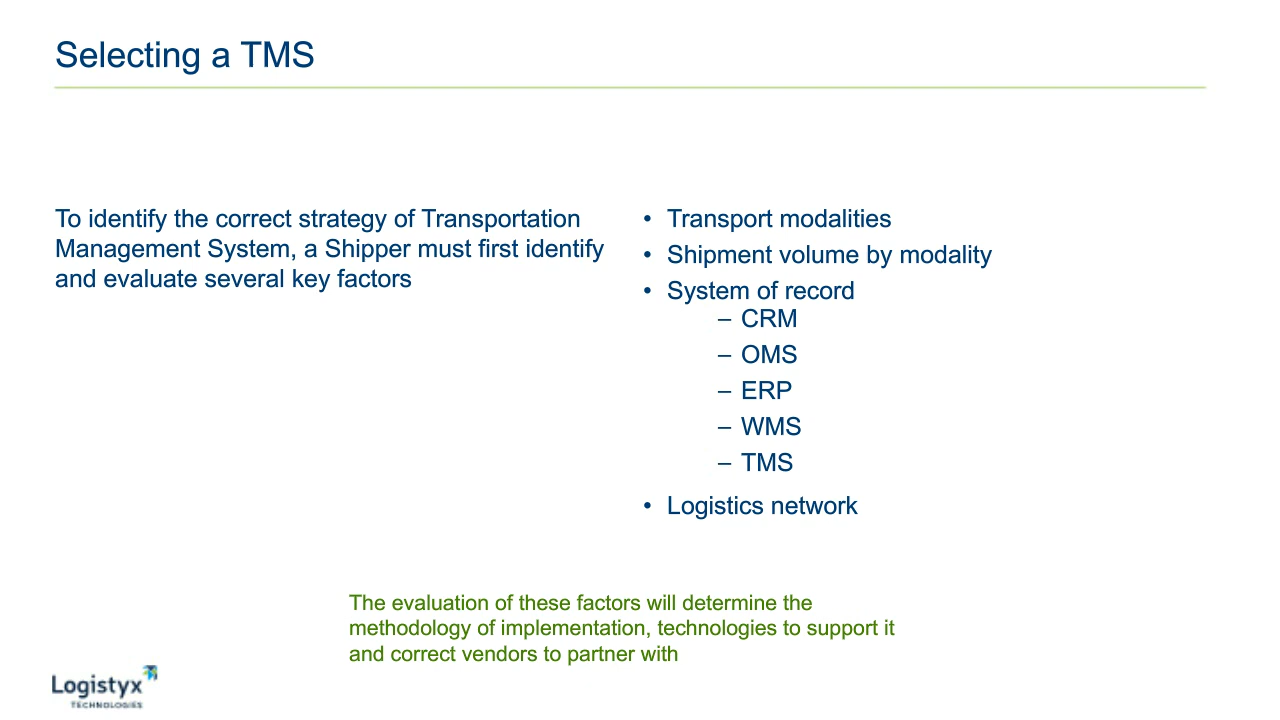 Selecting a TMS
To identify the correct strategy of Transportation
Management System, a Shipper must first identify
and evaluate several key factors
• Transport modalities
• Shipment volume by modality
• System of record
– CRM
– OMS
– ERP
– WMS
– TMS
• Logistics network
The evaluation of these factors will determine the
methodology of implementation, technologies to support it
and correct vendors to partner with
Logistyx
TECHNOLOGIES